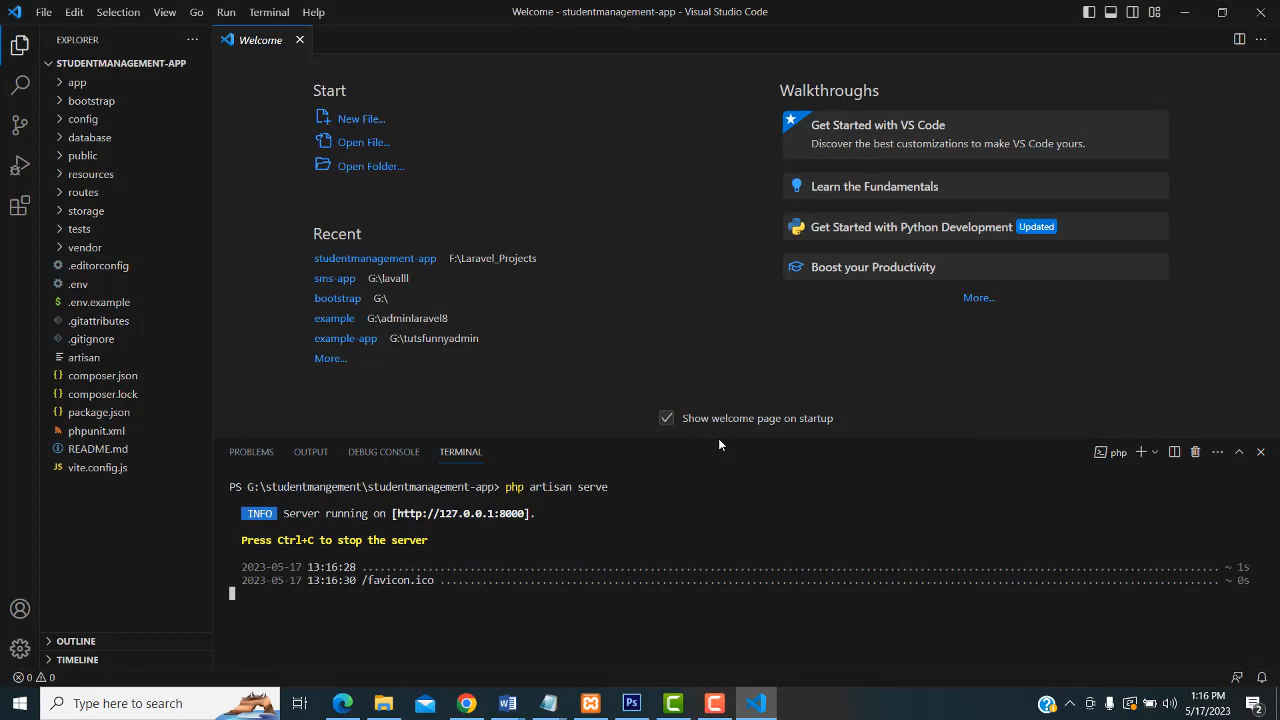 File Edit Selection View Go Run Terminal Help
Welcome - studentmanagement-app - Visual Studio Code
EXPLORER
Welcome
STUDENTMANAGEMENT-APP
app
bootstrap
config
database
public
resources
routes
storage
tests
vendor
.editorconfig
.env
.env.example
.gitattributes
.gitignore
artisan
composer.json
composer.lock
package.json
phpunit.xml
README.md
vite.config.js
OUTLINE
TIMELINE
Start
New File...
Open File...
Open Folder...
Recent
studentmanagement-app F:\Laravel_Projects
sms-app G:\lavalll
bootstrap G:\
example G:\adminlaravel8
example-app G:\tutsfunnyadmin
More...
Walkthroughs
Get Started with VS Code
Discover the best customizations to make VS Code yours.
Learn the Fundamentals
Get Started with Python Development Updated
Boost your Productivity
More...
Show welcome page on startup
PROBLEMS OUTPUT DEBUG CONSOLE TERMINAL
php
PS G:\studentmangement\studentmanagement-app> php artisan serve
INFO Server running on [http://127.0.0.1:8000].
Press Ctrl+C to stop the server
2023-05-17 13:16:28 ........................................ ~ 1s
2023-05-17 13:16:30 /favicon.ico ........................................ ~ 0s
0 0
Type here to search
W
Ps
C
C
1:16 PM
5/17/2023
2